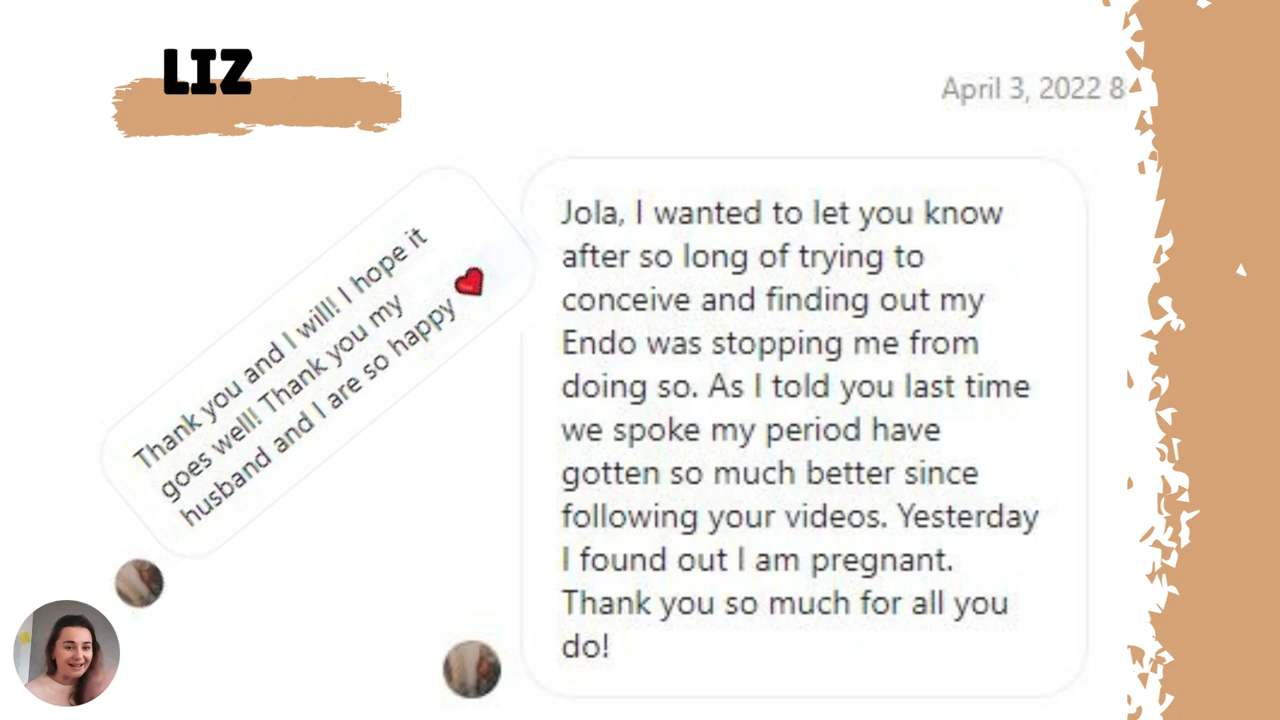 LIZ
April 3, 2022 8
Thank you and I will! I hope it
goes well! Thank you my
husband and I are so happy ❤
Jola, I wanted to let you know
after so long of trying to
conceive and finding out my
Endo was stopping me from
doing so. As I told you last time
we spoke my period have
gotten so much better since
following your videos. Yesterday
I found out I am pregnant.
Thank you so much for all you
do!